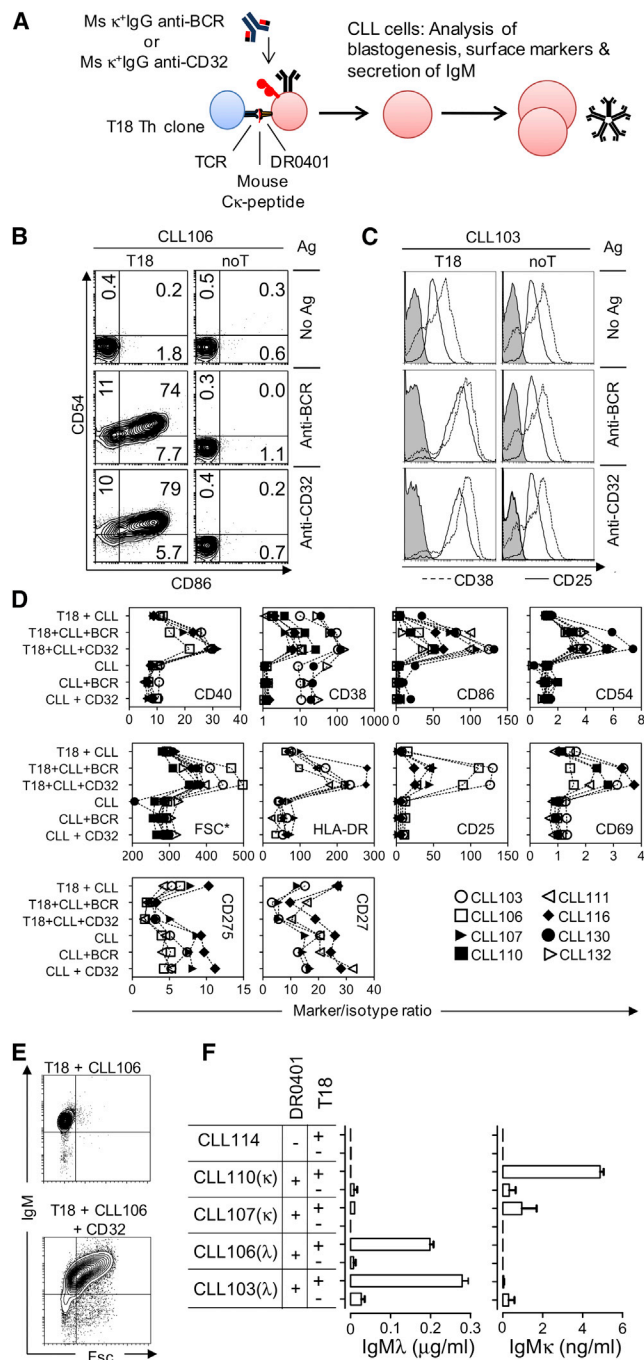 A
Ms κ+IgG anti-BCR
or
Ms κ+IgG anti-CD32
CLL cells: Analysis of
blastogenesis, surface markers &
secretion of IgM
T18 Th clone
TCR
DR0401
Mouse
Cκ-peptide
B
CLL106
Ag
T18
noT
0.4
0.2
1.8
0.5
0.3
0.6
No Ag
11
74
7.7
0.3
0.0
1.1
Anti-BCR
10
79
5.7
0.4
0.2
0.7
Anti-CD32
CD54
CD86
C
CLL103
Ag
T18
noT
No Ag
Anti-BCR
Anti-CD32
CD38
CD25
D
T18 + CLL
T18+CLL+BCR
T18+CLL+CD32
CLL
CLL+BCR
CLL + CD32
CD40
CD38
CD86
CD54
0 10 20 30 40
1 10 100 1000
0 50 100 150
0 2 4 6 8
T18 + CLL
T18+CLL+BCR
T18+CLL+CD32
CLL
CLL+BCR
CLL + CD32
FSC*
HLA-DR
CD25
CD69
200 300 400 500
0 100 200 300
0 50 100 150
0 1 2 3 4
T18 + CLL
T18+CLL+BCR
T18+CLL+CD32
CLL
CLL+BCR
CLL + CD32
CD275
CD27
0 5 10 15
0 10 20 30 40
CLL103
CLL111
CLL106
CLL116
CLL107
CLL130
CLL110
CLL132
Marker/isotype ratio
E
T18 + CLL106
T18 + CLL106
+ CD32
IgM
Fsc
F
DR0401
T18
CLL114 - + -
CLL110(κ) + + -
CLL107(κ) + + -
CLL106(λ) + + -
CLL103(λ) + + -
0 0.1 0.2 0.3
IgMλ (μg/ml)
0 2 4 6
IgMκ (ng/ml)